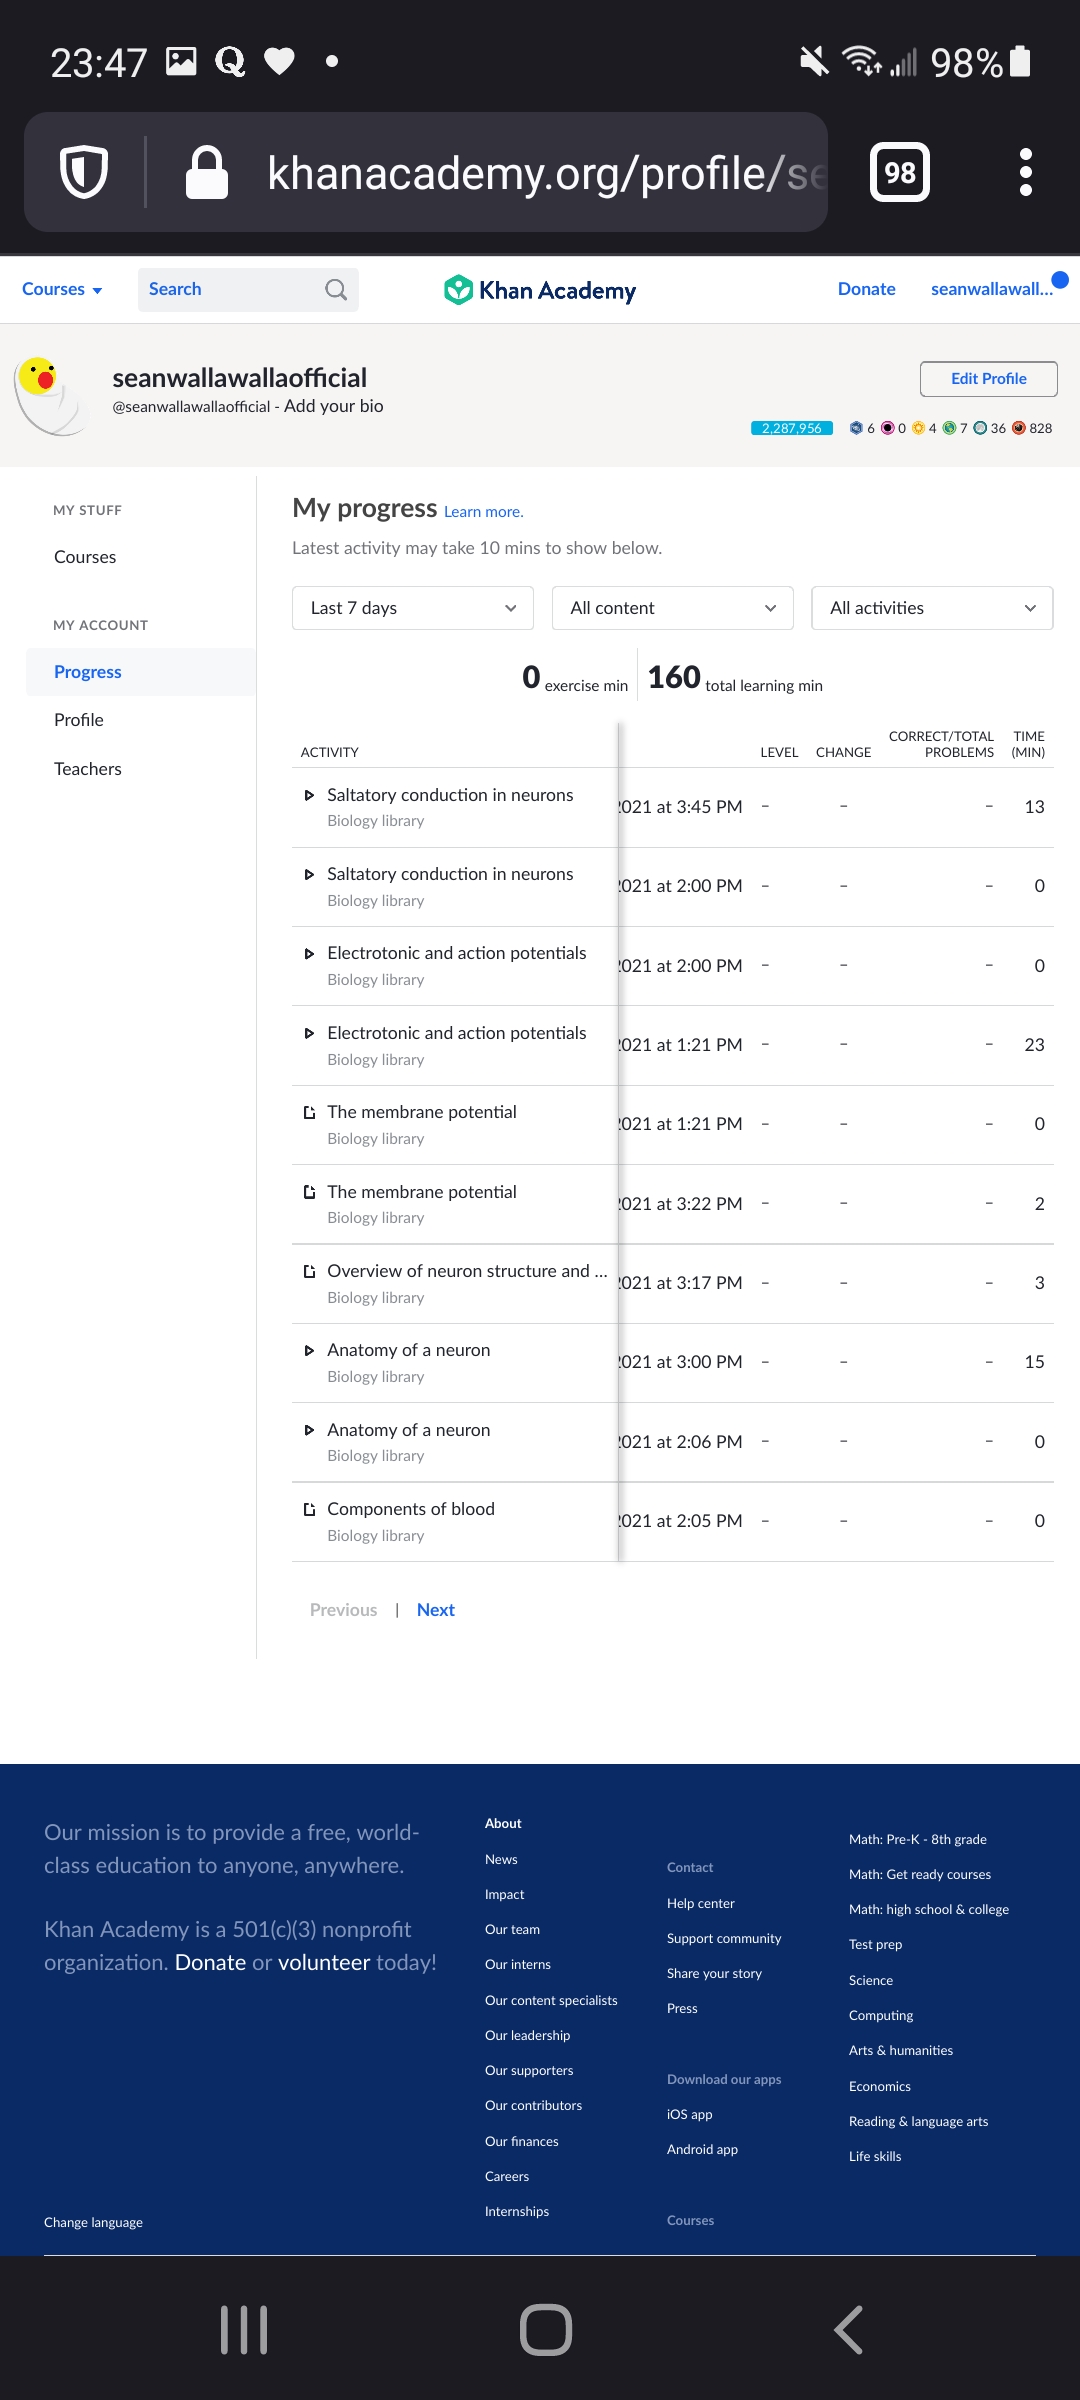 23:47
98%
khanacademy.org/profile/se
98
Courses
Search
Khan Academy
Donate
seanwallawall...
seanwallawallaofficial
@seanwallawallaofficial - Add your bio
Edit Profile
2,287,956 6 0 4 7 36 828
MY STUFF
Courses
MY ACCOUNT
Progress
Profile
Teachers
My progress Learn more.
Latest activity may take 10 mins to show below.
Last 7 days
All content
All activities
0 exercise min
160 total learning min
ACTIVITY LEVEL CHANGE CORRECT/TOTAL PROBLEMS TIME (MIN)
Saltatory conduction in neurons
Biology library
2021 at 3:45 PM – – – 13
Saltatory conduction in neurons
Biology library
2021 at 2:00 PM – – – 0
Electrotonic and action potentials
Biology library
2021 at 2:00 PM – – – 0
Electrotonic and action potentials
Biology library
2021 at 1:21 PM – – – 23
The membrane potential
Biology library
2021 at 1:21 PM – – – 0
The membrane potential
Biology library
2021 at 3:22 PM – – – 2
Overview of neuron structure and ...
Biology library
2021 at 3:17 PM – – – 3
Anatomy of a neuron
Biology library
2021 at 3:00 PM – – – 15
Anatomy of a neuron
Biology library
2021 at 2:06 PM – – – 0
Components of blood
Biology library
2021 at 2:05 PM – – – 0
Previous | Next
Our mission is to provide a free, world-
class education to anyone, anywhere.
Khan Academy is a 501(c)(3) nonprofit
organization. Donate or volunteer today!
Change language
About
News
Impact
Our team
Our interns
Our content specialists
Our leadership
Our supporters
Our contributors
Our finances
Careers
Internships
Contact
Help center
Support community
Share your story
Press
Download our apps
iOS app
Android app
Courses
Math: Pre-K - 8th grade
Math: Get ready courses
Math: high school & college
Test prep
Science
Computing
Arts & humanities
Economics
Reading & language arts
Life skills